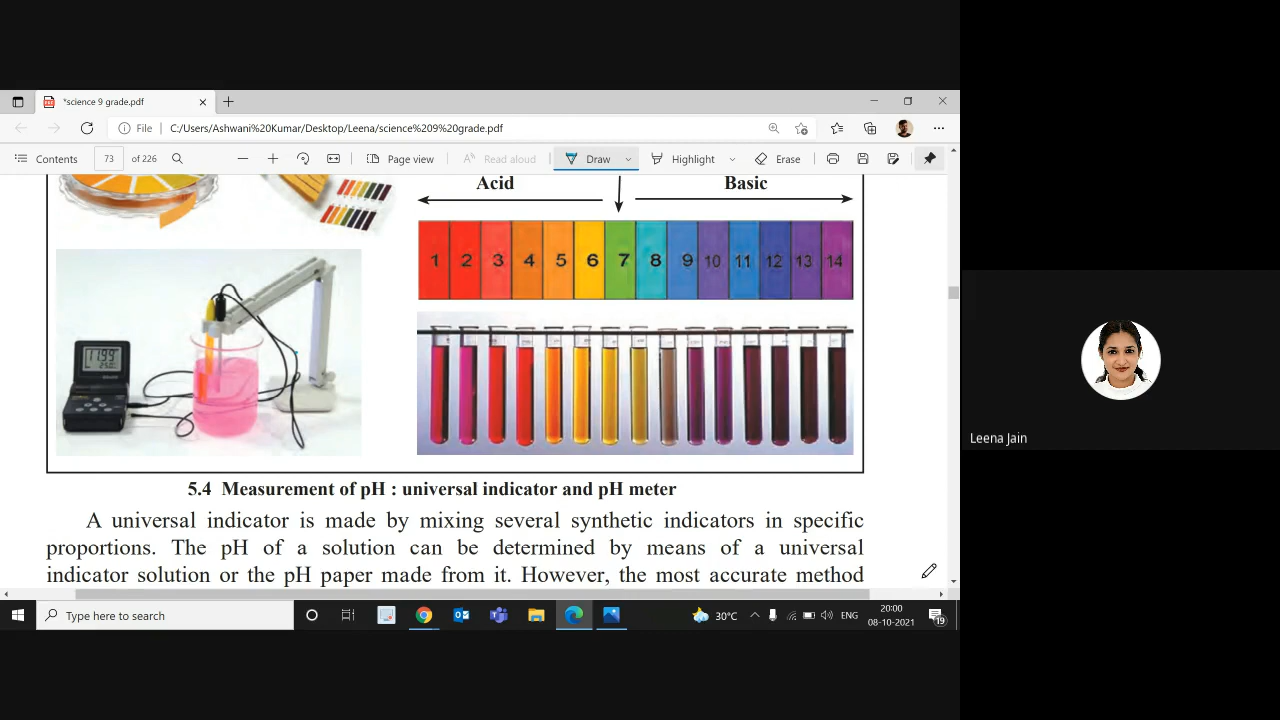 *science 9 grade.pdf
File C:/Users/Ashwani%20Kumar/Desktop/Leena/science%209%20grade.pdf
Contents 73 of 226 Page view Read aloud Draw Highlight Erase
Acid Basic
1 2 3 4 5 6 7 8 9 10 11 12 13 14
5.4 Measurement of pH : universal indicator and pH meter
A universal indicator is made by mixing several synthetic indicators in specific
proportions. The pH of a solution can be determined by means of a universal
indicator solution or the pH paper made from it. However, the most accurate method
Leena Jain
Type here to search 30°C ENG 20:00
08-10-2021 19